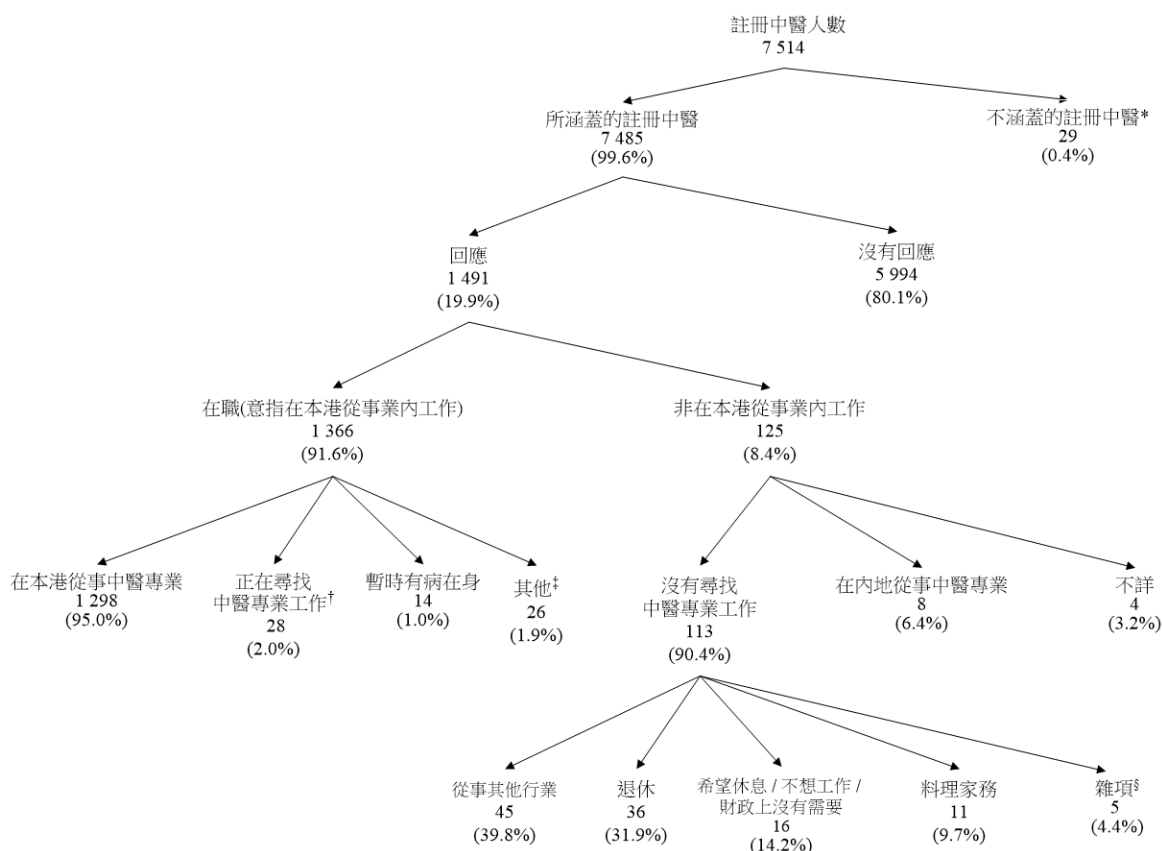 註冊中醫人數
7 514
所涵蓋的註冊中醫
7 485
(99.6%)
不涵蓋的註冊中醫*
29
(0.4%)
回應
1 491
(19.9%)
沒有回應
5 994
(80.1%)
在職(意指在本港從事業內工作)
1 366
(91.6%)
非在本港從事業內工作
125
(8.4%)
在本港從事中醫專業
1 298
(95.0%)
正在尋找
中醫專業工作†
28
(2.0%)
暫時有病在身
14
(1.0%)
其他‡
26
(1.9%)
沒有尋找
中醫專業工作
113
(90.4%)
在內地從事中醫專業
8
(6.4%)
不詳
4
(3.2%)
從事其他行業
45
(39.8%)
退休
36
(31.9%)
希望休息 / 不想工作 /
財政上沒有需要
16
(14.2%)
料理家務
11
(9.7%)
雜項§
5
(4.4%)